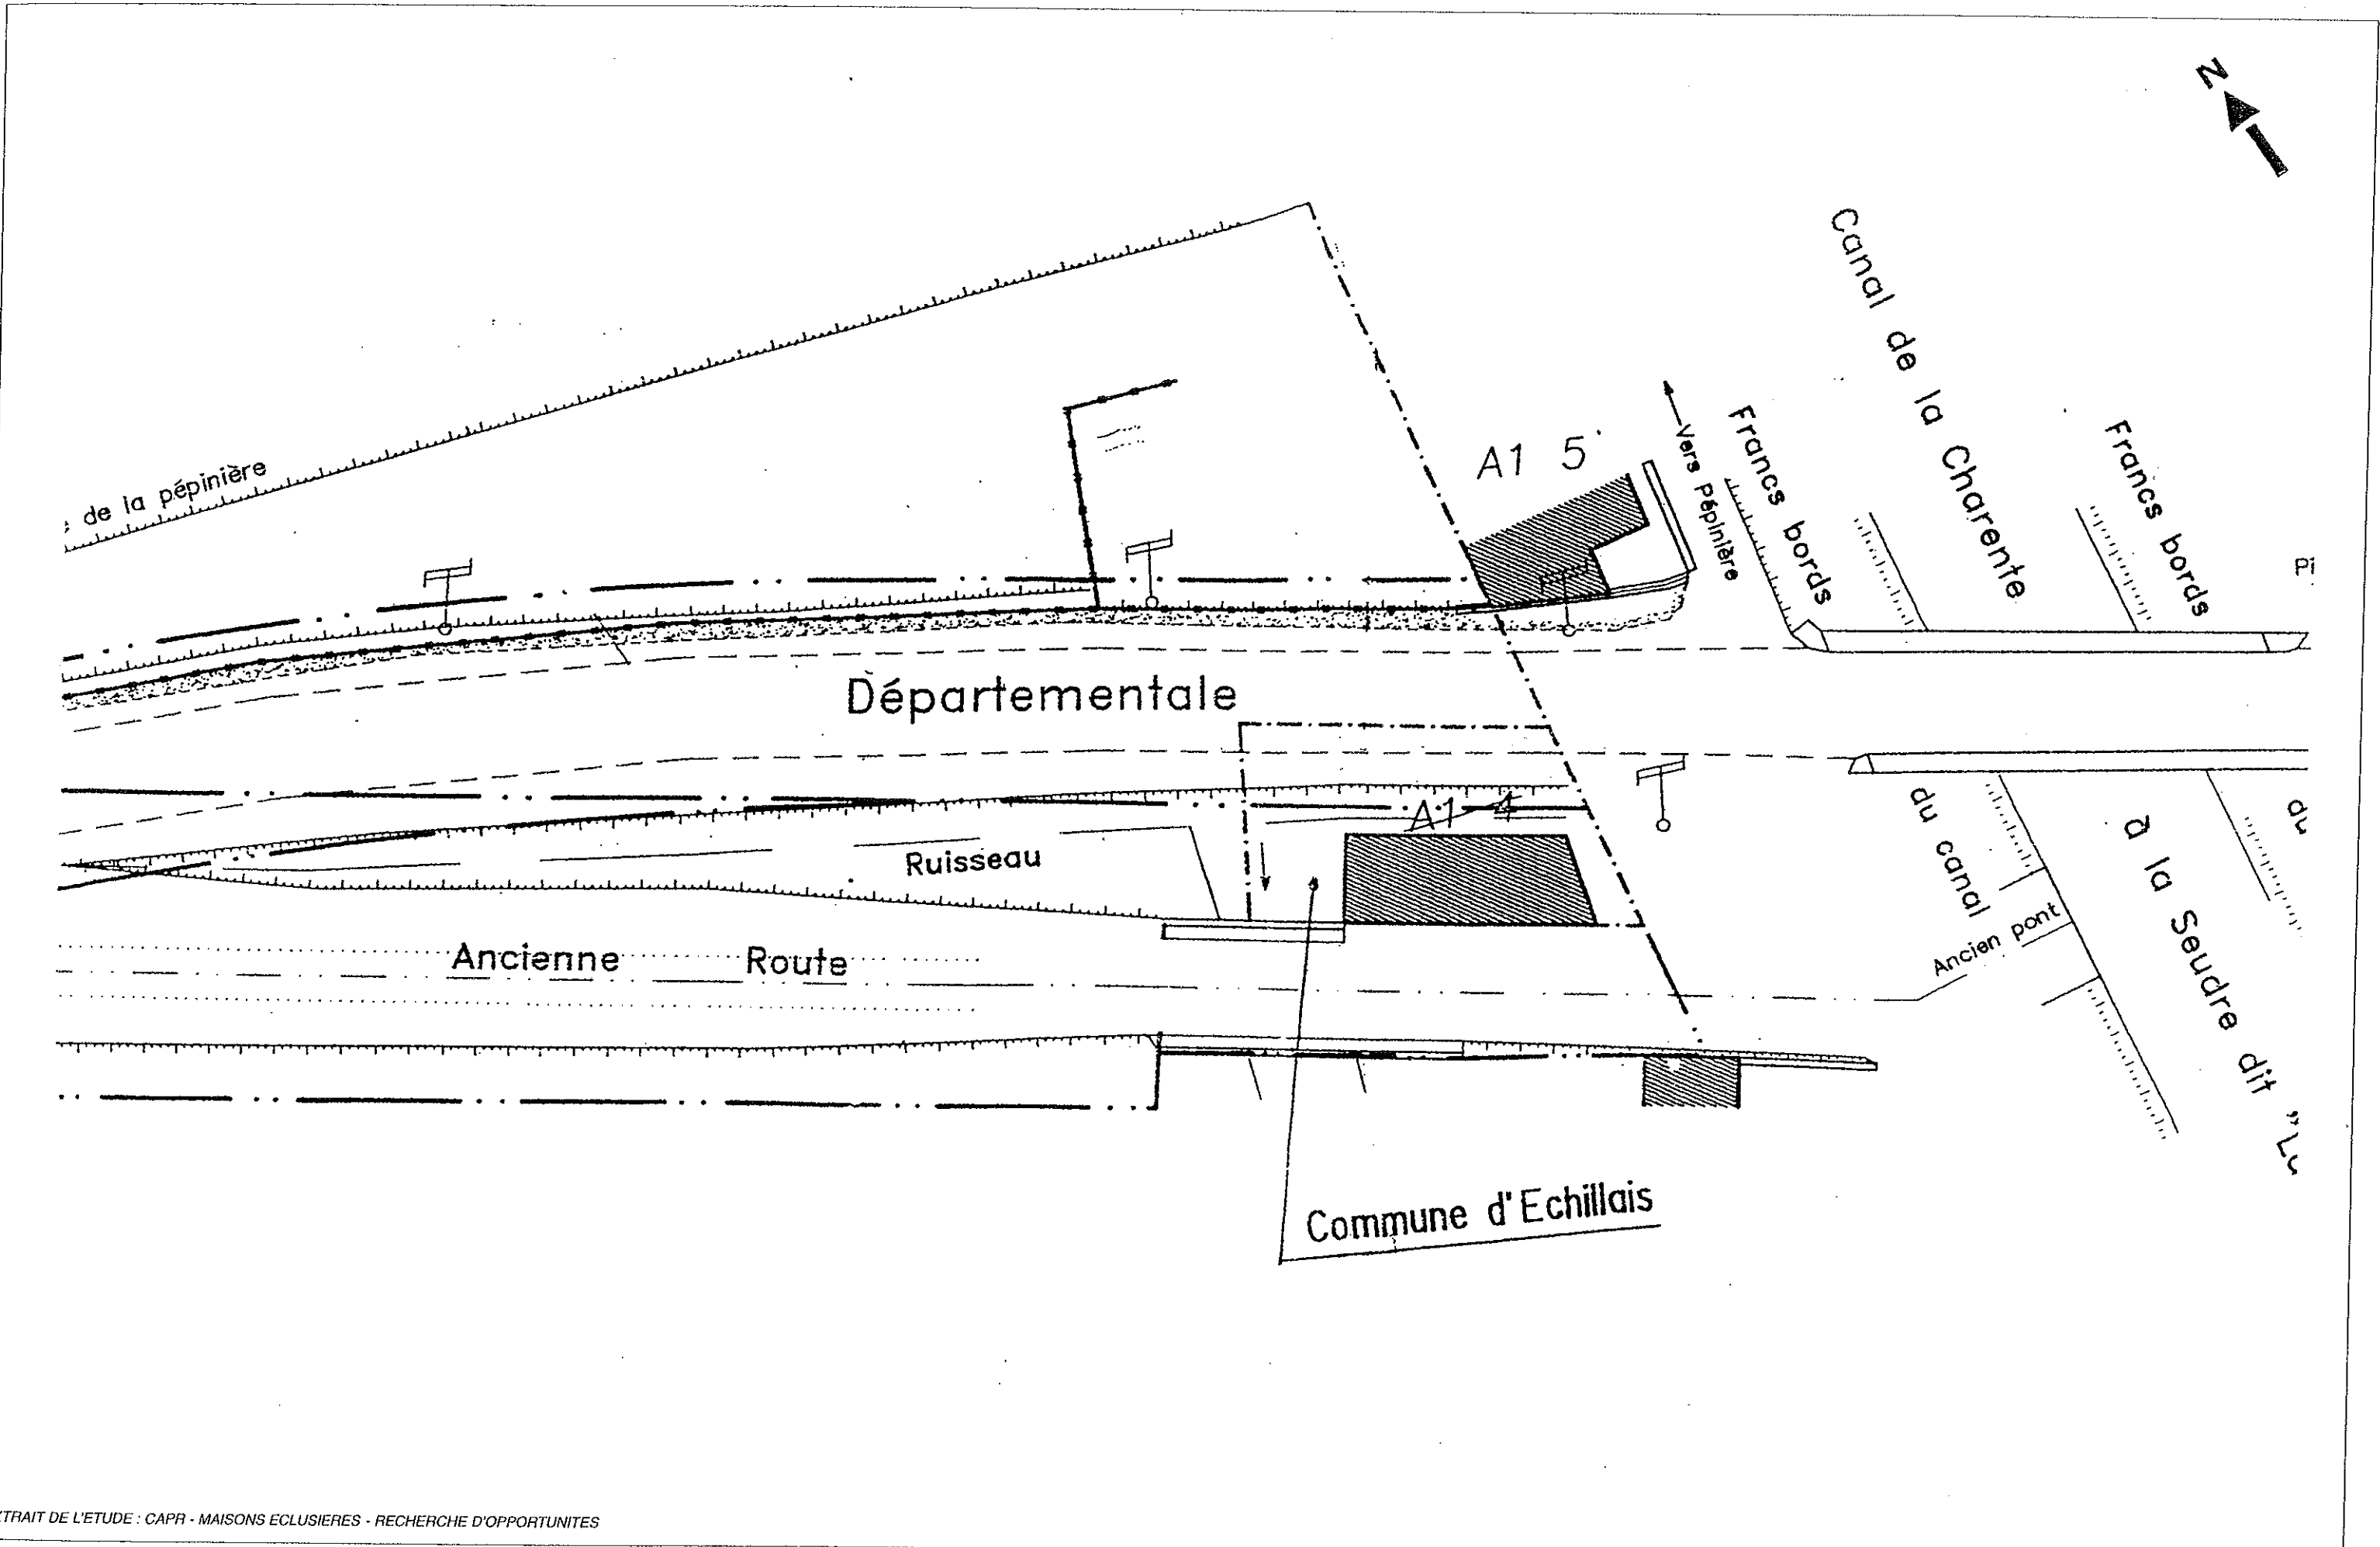 N
Canal de la Charente
Francs bords
Francs bords
A1 5
Vers Pépinière
de la pépinière
Départementale
A1 4
Ruisseau
du canal
à la Seudre dit "L
du
Ancien pont
Ancienne Route
Commune d'Echillais
TRAIT DE L'ETUDE : CAPR - MAISONS ECLUSIERES - RECHERCHE D'OPPORTUNITES